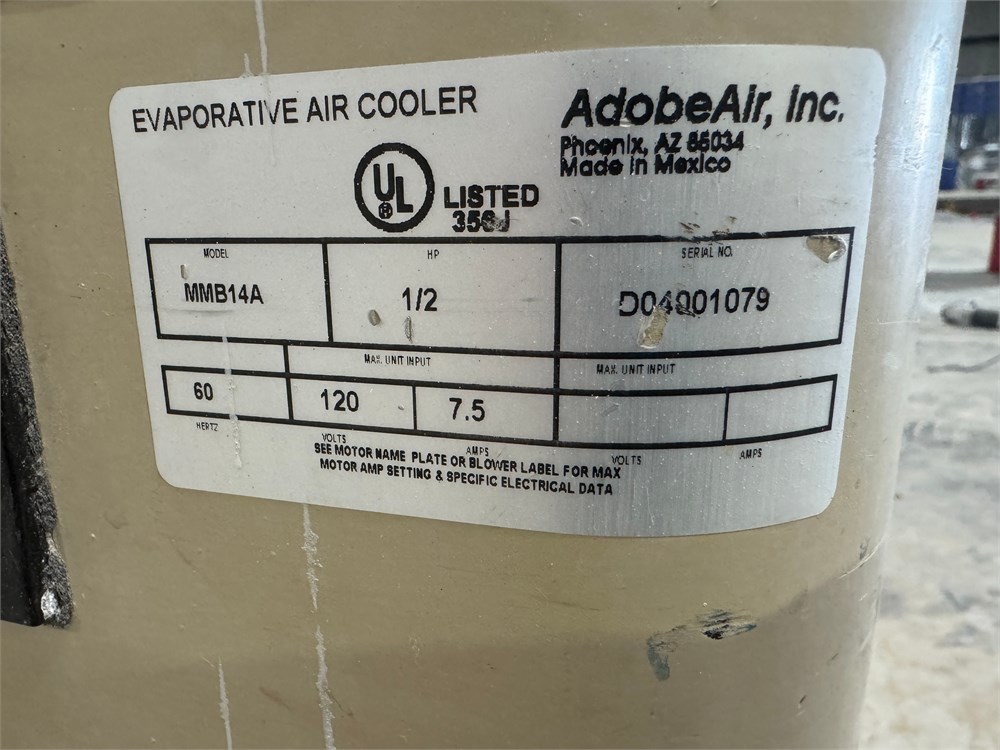 EVAPORATIVE AIR COOLER
AdobeAir, Inc.
Phoenix, AZ 85034
Made in Mexico
UL
®
LISTED
356J
MODEL
HP
SERIAL NO.
MMB14A
1/2
D04001079
MAX. UNIT INPUT
MAX. UNIT INPUT
60
120
7.5
HERTZ
VOLTS
AMPS
VOLTS
AMPS
SEE MOTOR NAME PLATE OR BLOWER LABEL FOR MAX
MOTOR AMP SETTING & SPECIFIC ELECTRICAL DATA